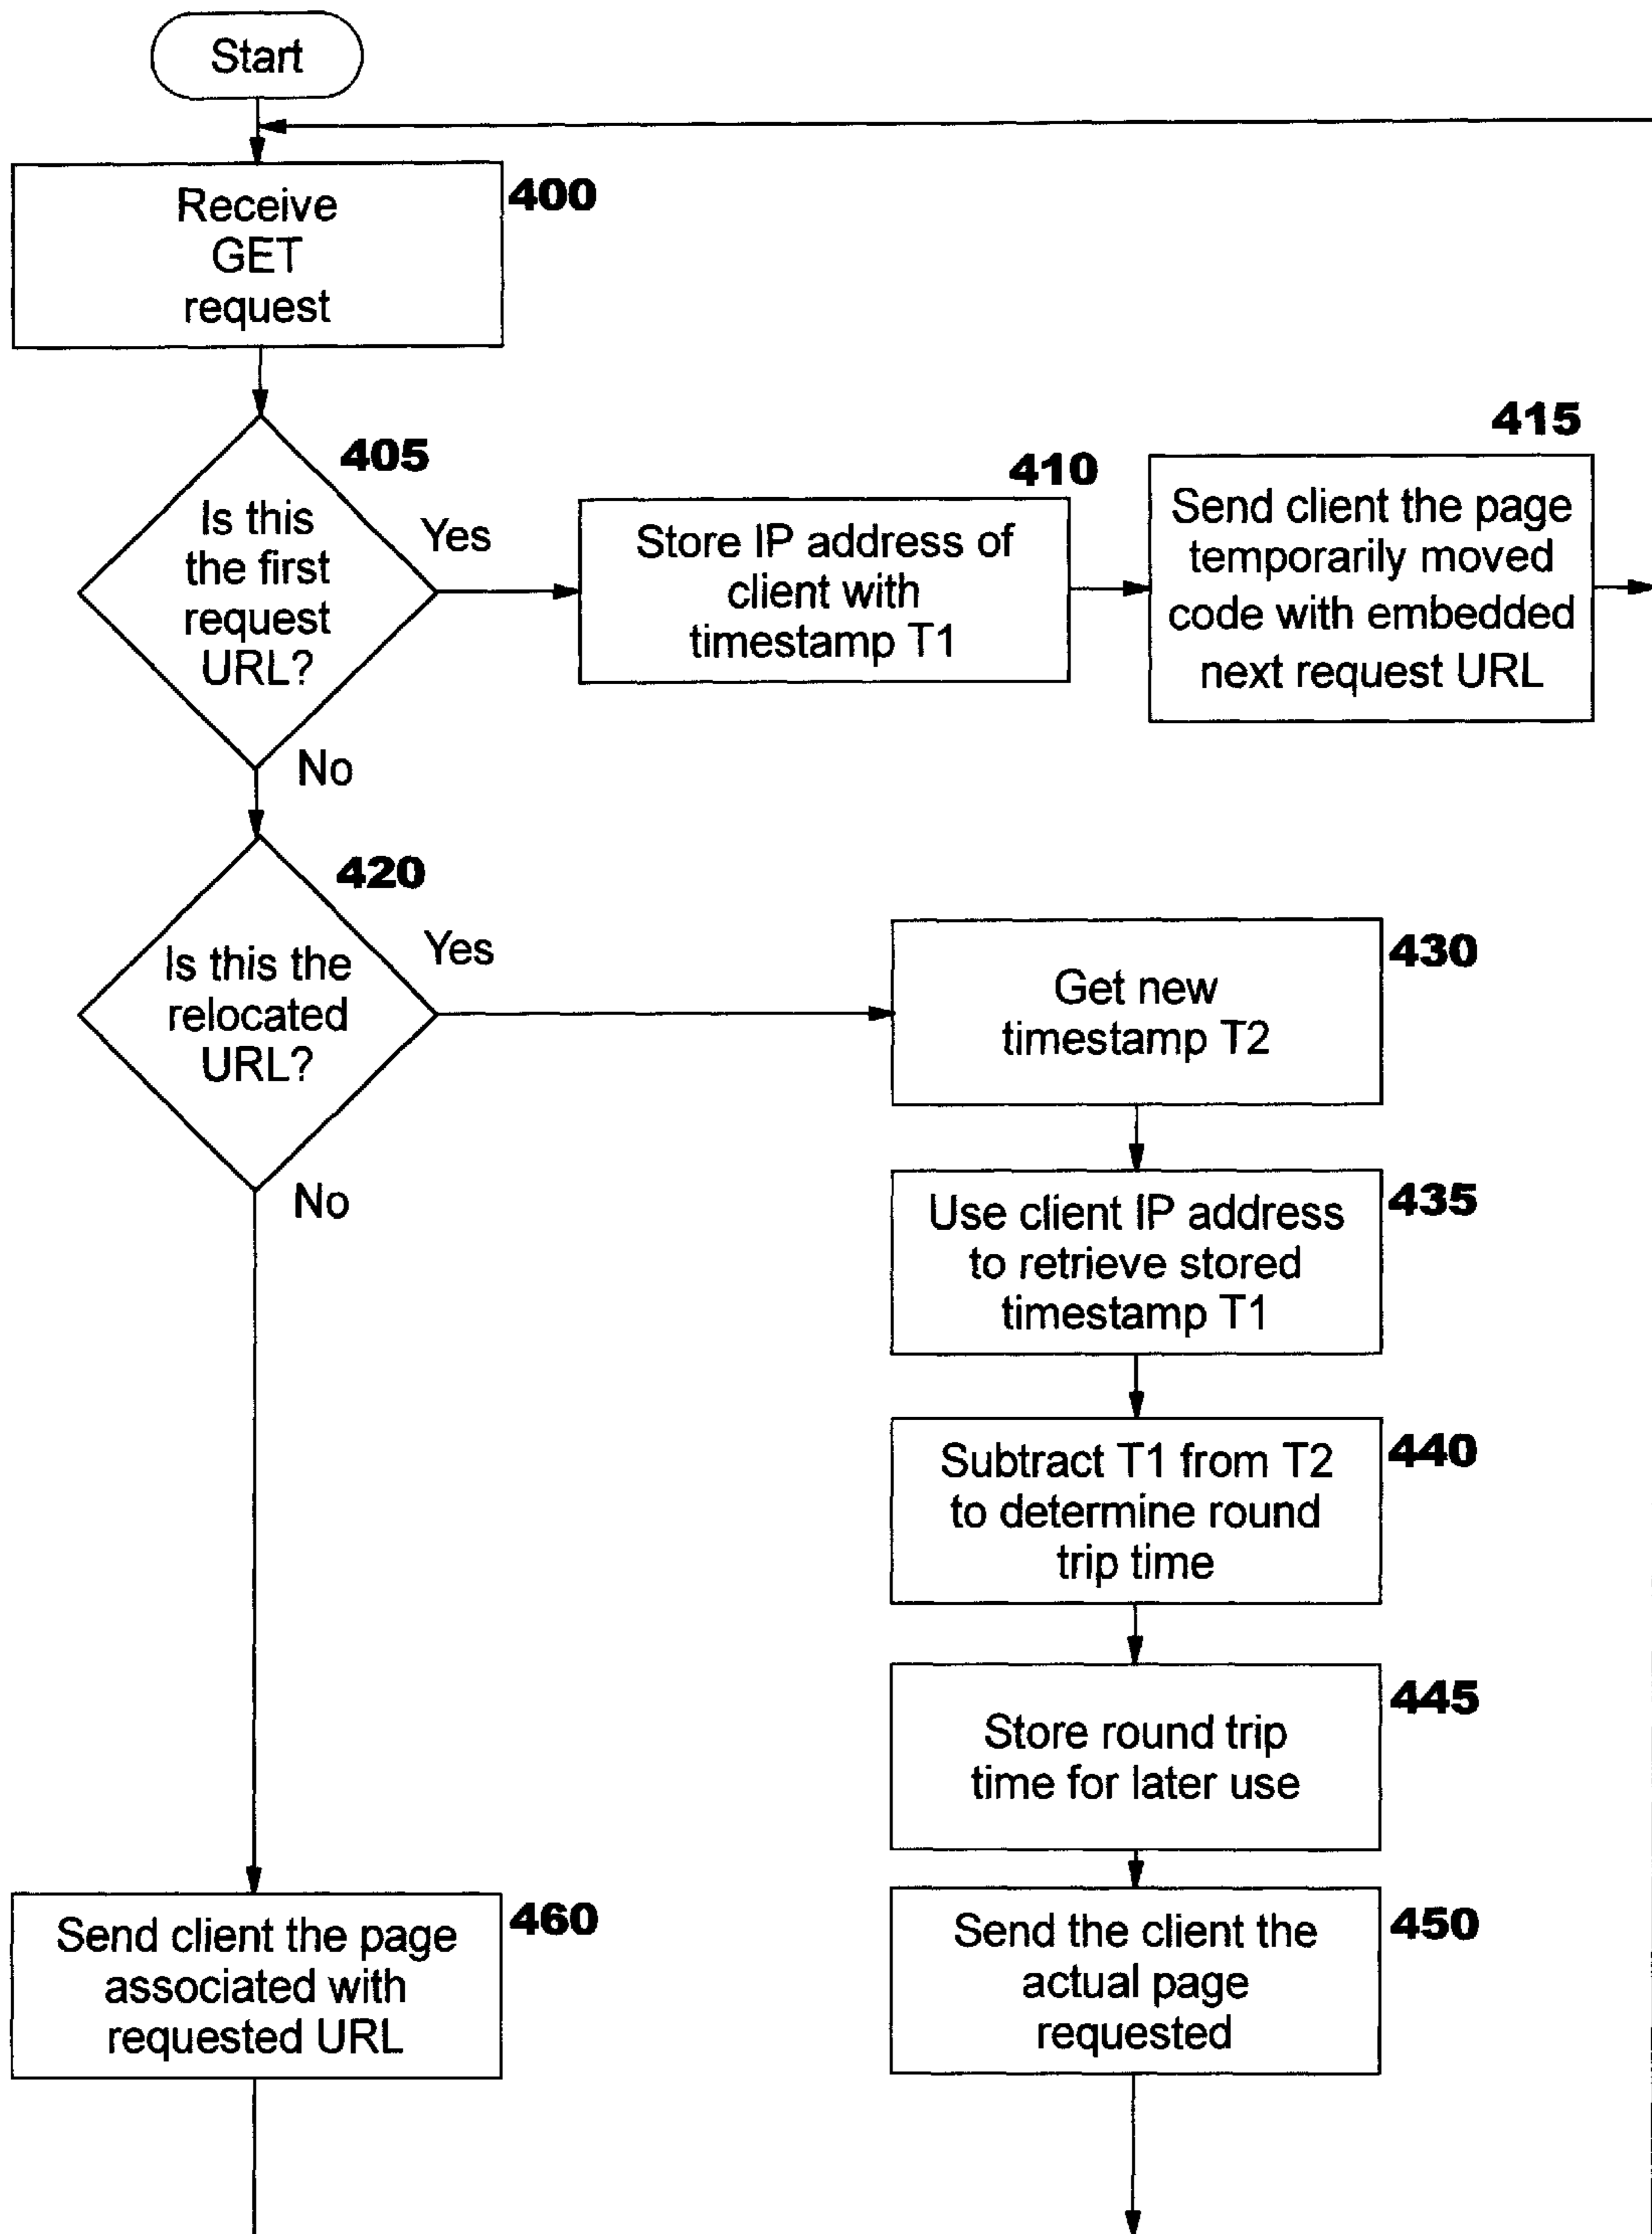 Start
Receive
GET
request
400
405
Is this
the first
request
URL?
Yes
410
Store IP address of
client with
timestamp T1
415
Send client the page
temporarily moved
code with embedded
next request URL
No
420
Is this the
relocated
URL?
Yes
430
Get new
timestamp T2
No
435
Use client IP address
to retrieve stored
timestamp T1
440
Subtract T1 from T2
to determine round
trip time
445
Store round trip
time for later use
460
Send client the page
associated with
requested URL
450
Send the client the
actual page
requested